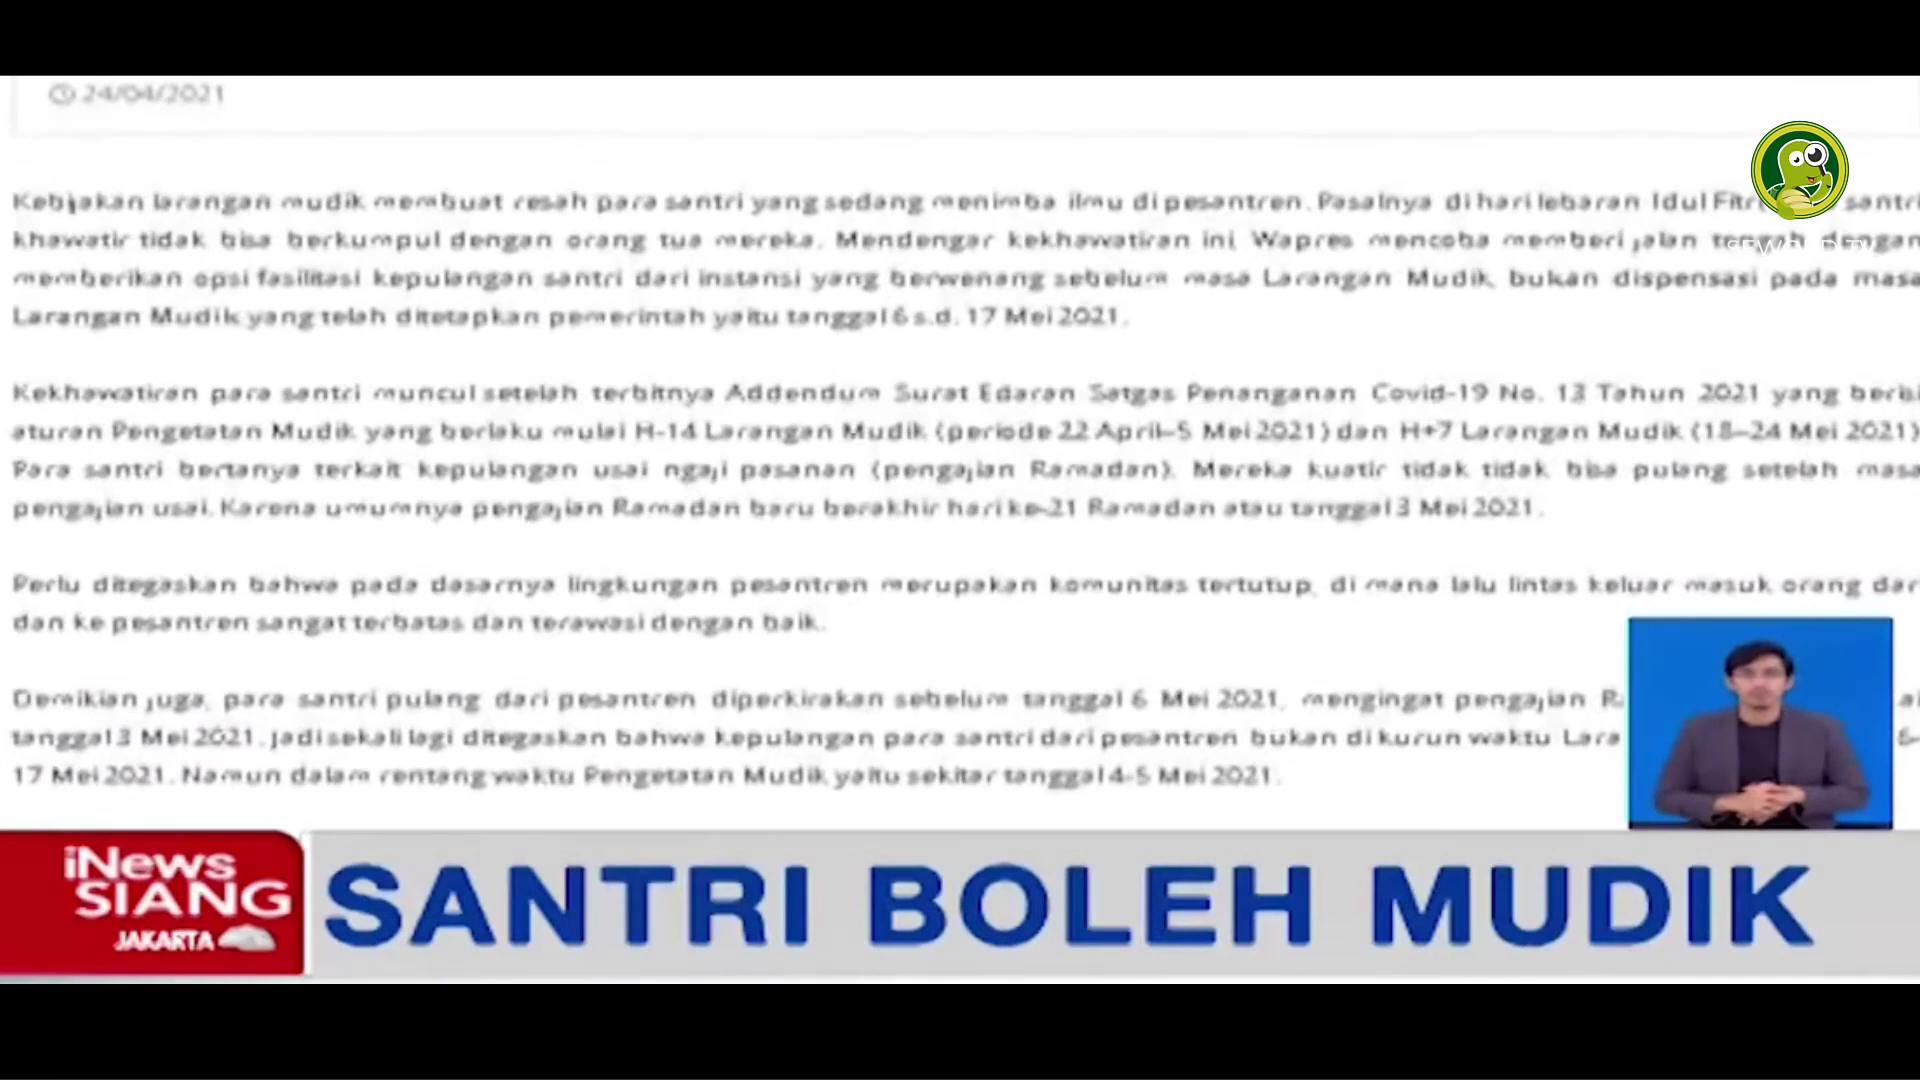 24/04/2021
Kebijakan larangan mudik membuat resah para santri yang sedang menimba ilmu di pesantren. Pasalnya di hari lebaran Idul Fitri santri
khawatir tidak bisa berkumpul dengan orang tua mereka. Mendengar kekhawatiran ini, Wapres mencoba memberi jalan tengah dengan
memberikan opsi fasilitasi kepulangan santri dari instansi yang berwenang sebelum masa Larangan Mudik, bukan dispensasi pada masa
Larangan Mudik yang telah ditetapkan pemerintah yaitu tanggal 6 s.d. 17 Mei 2021.
Kekhawatiran para santri muncul setelah terbitnya Addendum Surat Edaran Satgas Penanganan Covid-19 No. 13 Tahun 2021 yang berisi
aturan Pengetatan Mudik yang berlaku mulai H-14 Larangan Mudik (periode 22 April–5 Mei 2021) dan H+7 Larangan Mudik (18–24 Mei 2021)
Para santri bertanya terkait kepulangan usai ngaji pasanan (pengajian Ramadan). Mereka kuatir tidak tidak bisa pulang setelah masa
pengajian usai. Karena umumnya pengajian Ramadan baru berakhir hari ke-21 Ramadan atau tanggal 3 Mei 2021.
Perlu ditegaskan bahwa pada dasarnya lingkungan pesantren merupakan komunitas tertutup, di mana lalu lintas keluar masuk orang dari
dan ke pesantren sangat terbatas dan terawasi dengan baik.
Demikian juga, para santri pulang dari pesantren diperkirakan sebelum tanggal 6 Mei 2021, mengingat pengajian
tanggal 3 Mei 2021. Jadi sekali lagi ditegaskan bahwa kepulangan para santri dari pesantren bukan di kurun waktu Lara 6-
17 Mei 2021. Namun dalam rentang waktu Pengetatan Mudik yaitu sekitar tanggal 4-5 Mei 2021.
iNews
SIANG
JAKARTA
SANTRI BOLEH MUDIK